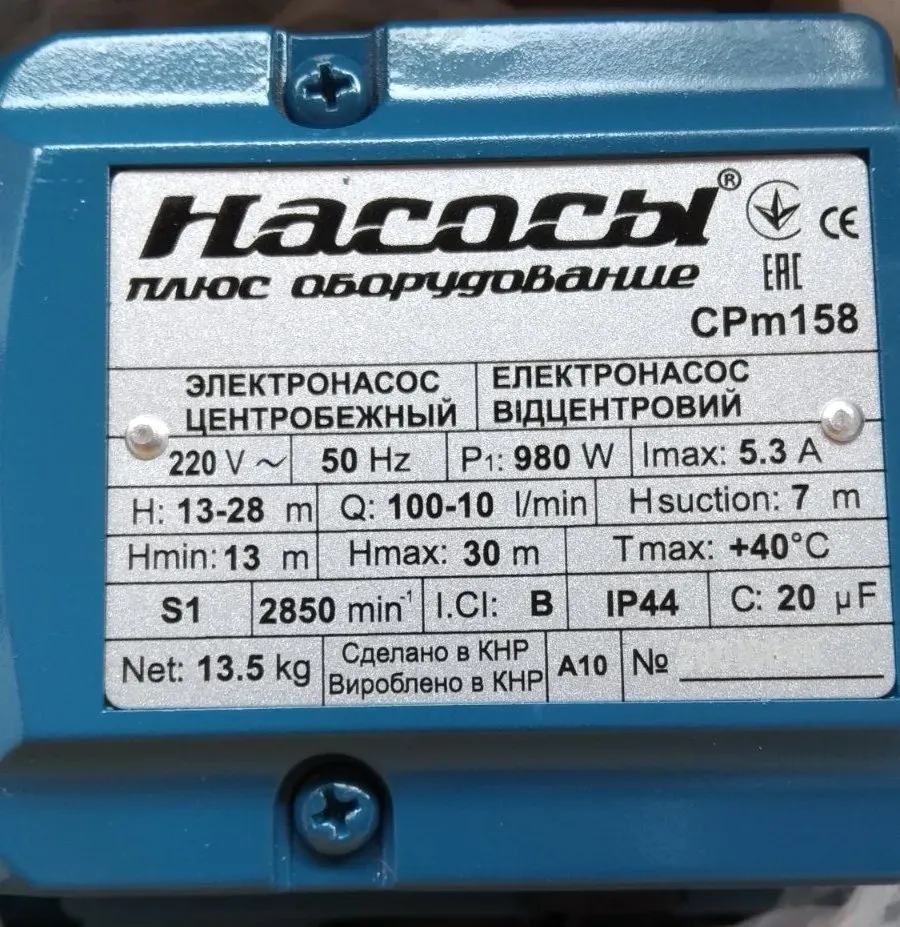 Насосы®
плюс оборудование
CE
EAC
CPm158
ЭЛЕКТРОНАСОС
ЦЕНТРОБЕЖНЫЙ
ЕЛЕКТРОНАСОС
ВІДЦЕНТРОВИЙ
220 V ~ 50 Hz P1: 980 W Imax: 5.3 A
H: 13-28 m Q: 100-10 l/min H suction: 7 m
Hmin: 13 m Hmax: 30 m Tmax: +40°C
S1 2850 min⁻¹ I.Cl: B IP44 C: 20 µF
Net: 13.5 kg
Сделано в КНР
Вироблено в КНР
A10 №